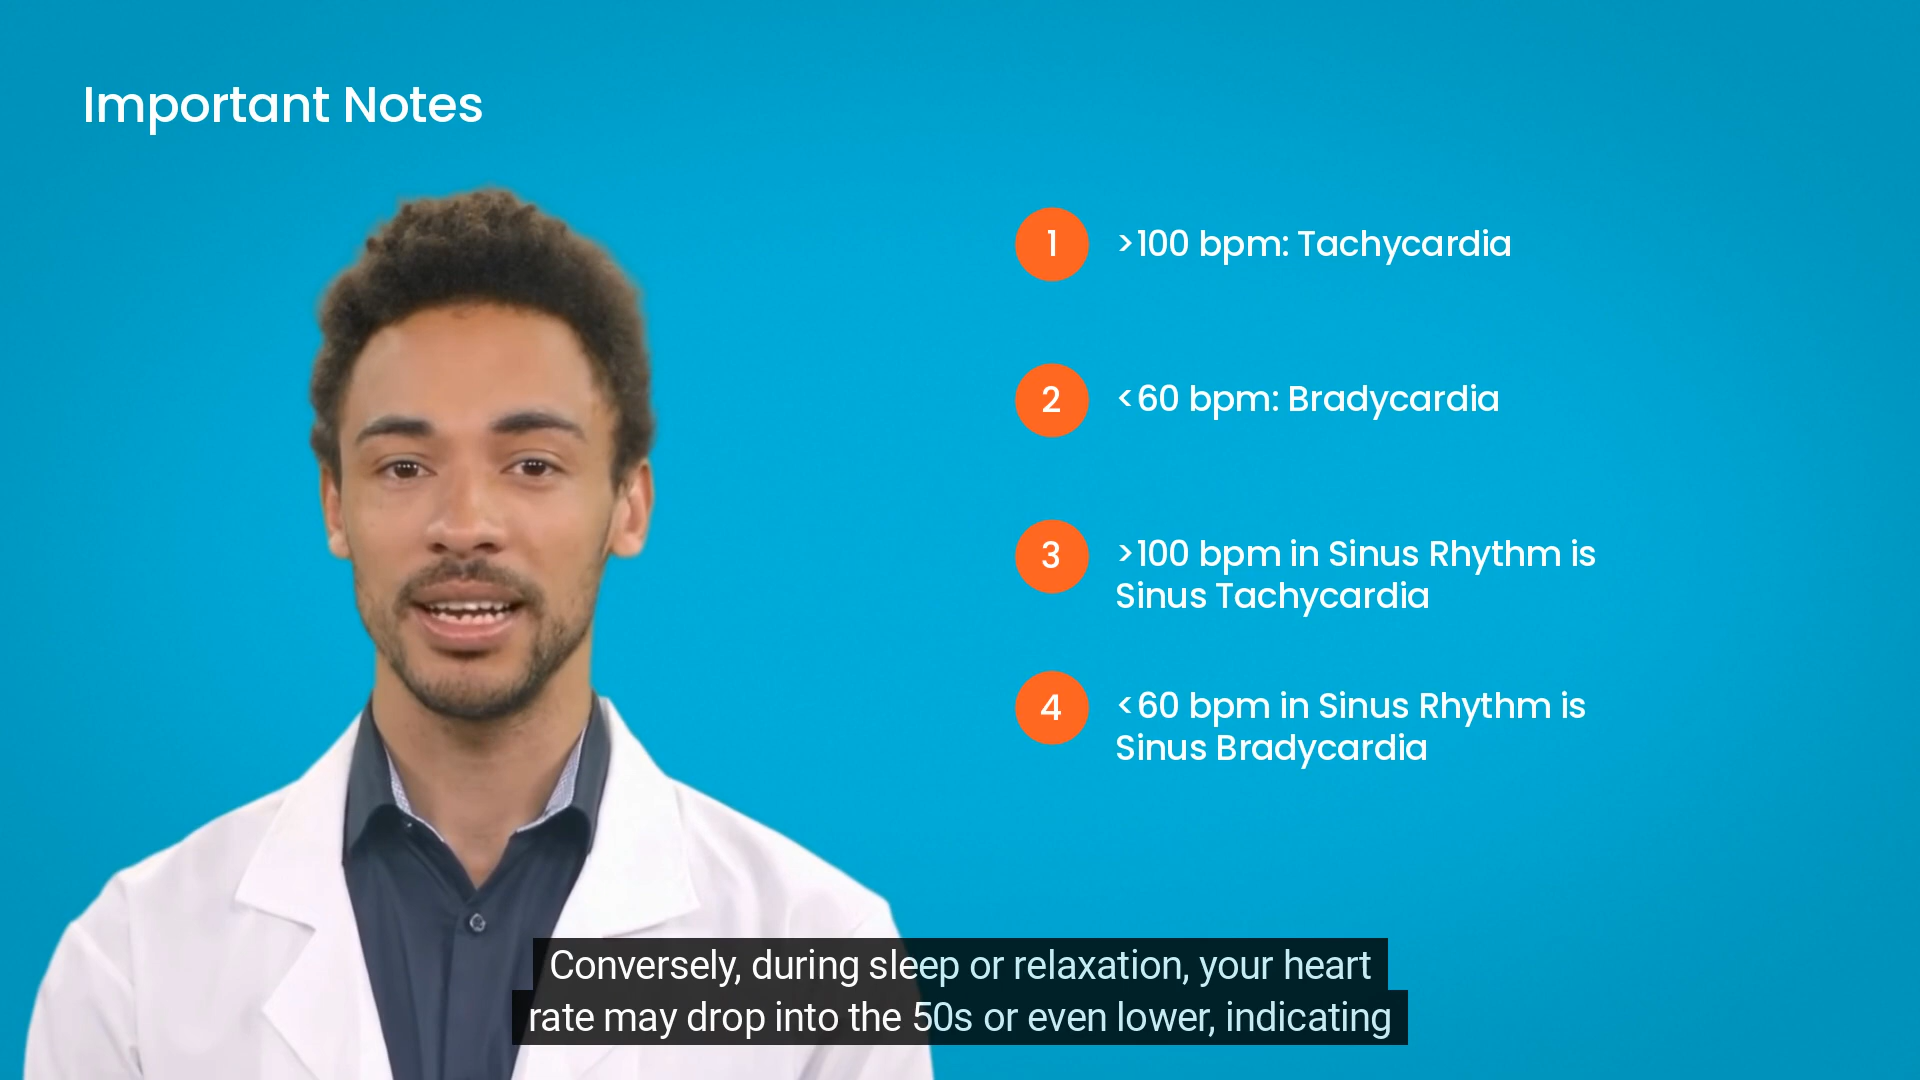 Important Notes
1 >100 bpm: Tachycardia
2 <60 bpm: Bradycardia
3 >100 bpm in Sinus Rhythm is
Sinus Tachycardia
4 <60 bpm in Sinus Rhythm is
Sinus Bradycardia
Conversely, during sleep or relaxation, your heart
rate may drop into the 50s or even lower, indicating